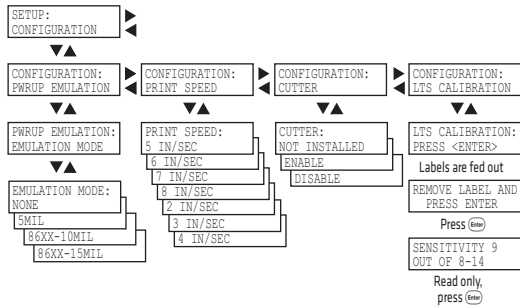 SETUP:
CONFIGURATION
CONFIGURATION:
PWRUP EMULATION
CONFIGURATION:
PRINT SPEED
CONFIGURATION:
CUTTER
CONFIGURATION:
LTS CALIBRATION
PWRUP EMULATION:
EMULATION MODE
PRINT SPEED:
5 IN/SEC
6 IN/SEC
7 IN/SEC
8 IN/SEC
2 IN/SEC
3 IN/SEC
4 IN/SEC
CUTTER:
NOT INSTALLED
ENABLE
DISABLE
LTS CALIBRATION:
PRESS <ENTER>
Labels are fed out
EMULATION MODE:
NONE
5MIL
86XX-10MIL
86XX-15MIL
REMOVE LABEL AND
PRESS ENTER
Press Enter
SENSITIVITY 9
OUT OF 8-14
Read only,
press Enter